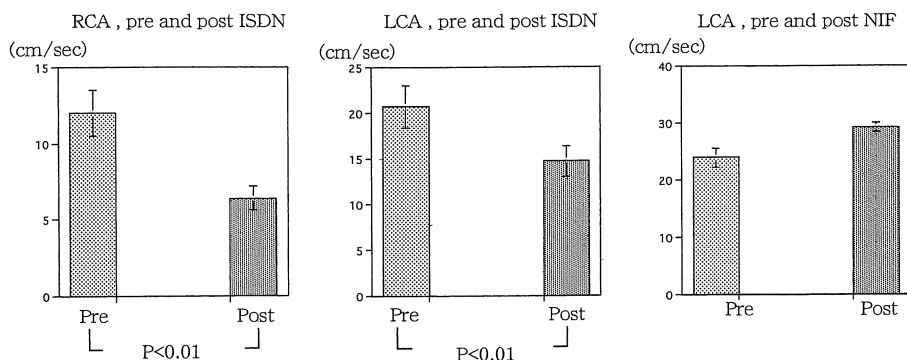 RCA , pre and post ISDN
(cm/sec)
15
10
5
0
Pre Post
P<0.01
LCA , pre and post ISDN
(cm/sec)
25
20
15
10
5
0
Pre Post
P<0.01
LCA , pre and post NIF
(cm/sec)
40
30
20
10
0
Pre Post